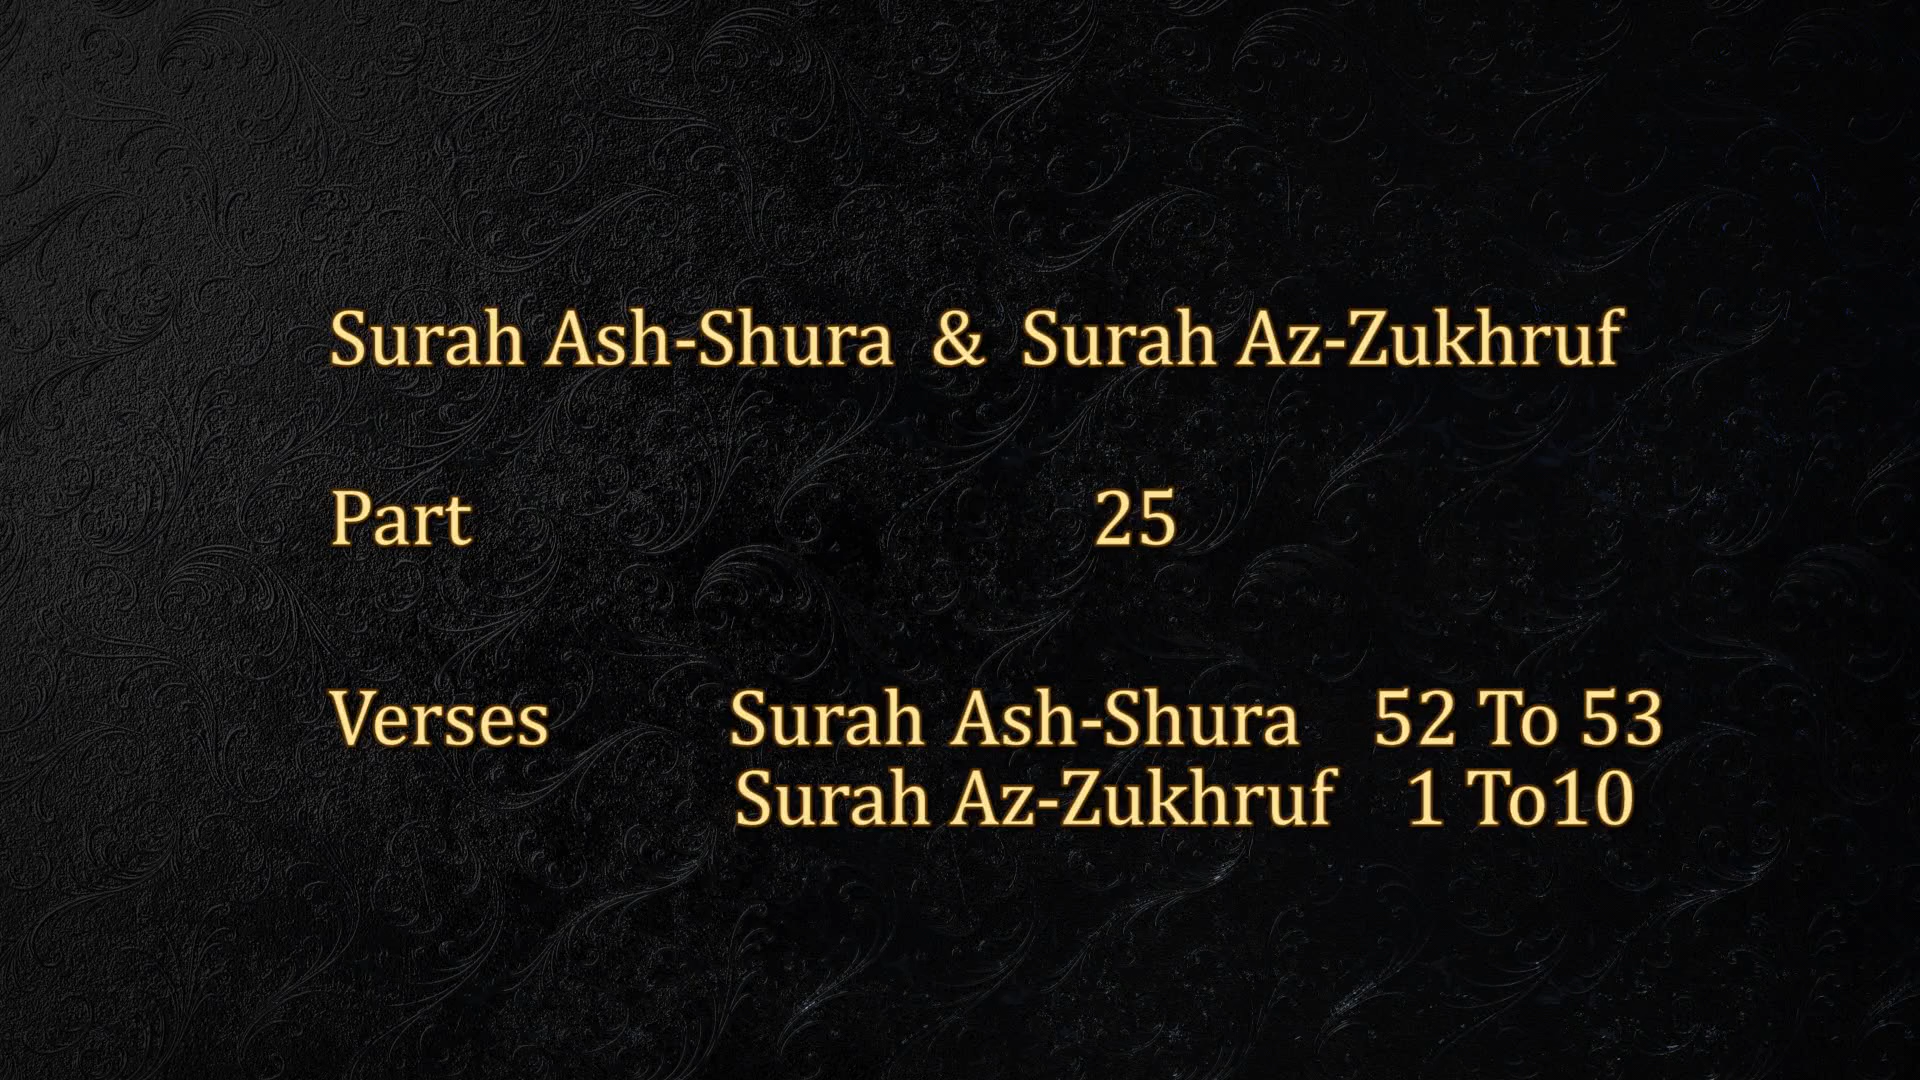 Surah Ash-Shura & Surah Az-Zukhruf
Part 25
Verses Surah Ash-Shura 52 To 53
Surah Az-Zukhruf 1 To10